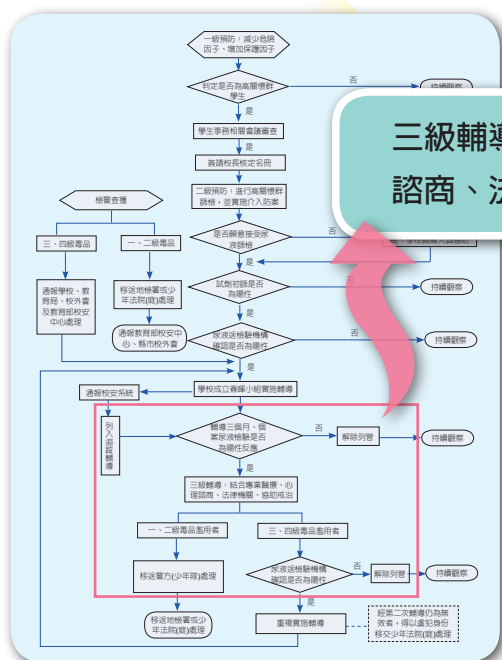 一級預防：減少危險
因子、增加保護因子
判定是否為高關懷群
學生
否
持續觀察
是
學生事務相關會議審查
簽請校長核定名冊
二級預防：進行高關懷群
篩檢，並實施介入防案
是否願意接受尿
液篩檢
否
是
試劑初篩是否
為陽性
否
持續觀察
是
尿液送檢驗機構
確認是否為陽性
否
持續觀察
是
檢警查獲
三、四級毒品
一、二級毒品
通報學校、教
育局、校外會
及教育部校安
中心處理
移送地檢署或少
年法院(庭)處理
通報教育部校安中
心、縣市校外會
三級輔導
諮商、法
學校成立春暉小組實施輔導
通報校安系統
列入追蹤輔導
輔導三個月、個
案尿液檢驗是否
為陽性反應
否
解除列管
持續觀察
是
三級輔導：結合專業醫療、心
理諮商、法律機關、協助戒治
一、二級毒品濫用者
三、四級毒品濫用者
移送警方(少年隊)處理
移送地檢署或少
年法院(庭)處理
尿液送檢驗機構
確認是否為陽性
否
解除列管
持續觀察
是
重複實施輔導
經第二次輔導仍為無
效者，得以虞犯身份
移交少年法院(庭)處理